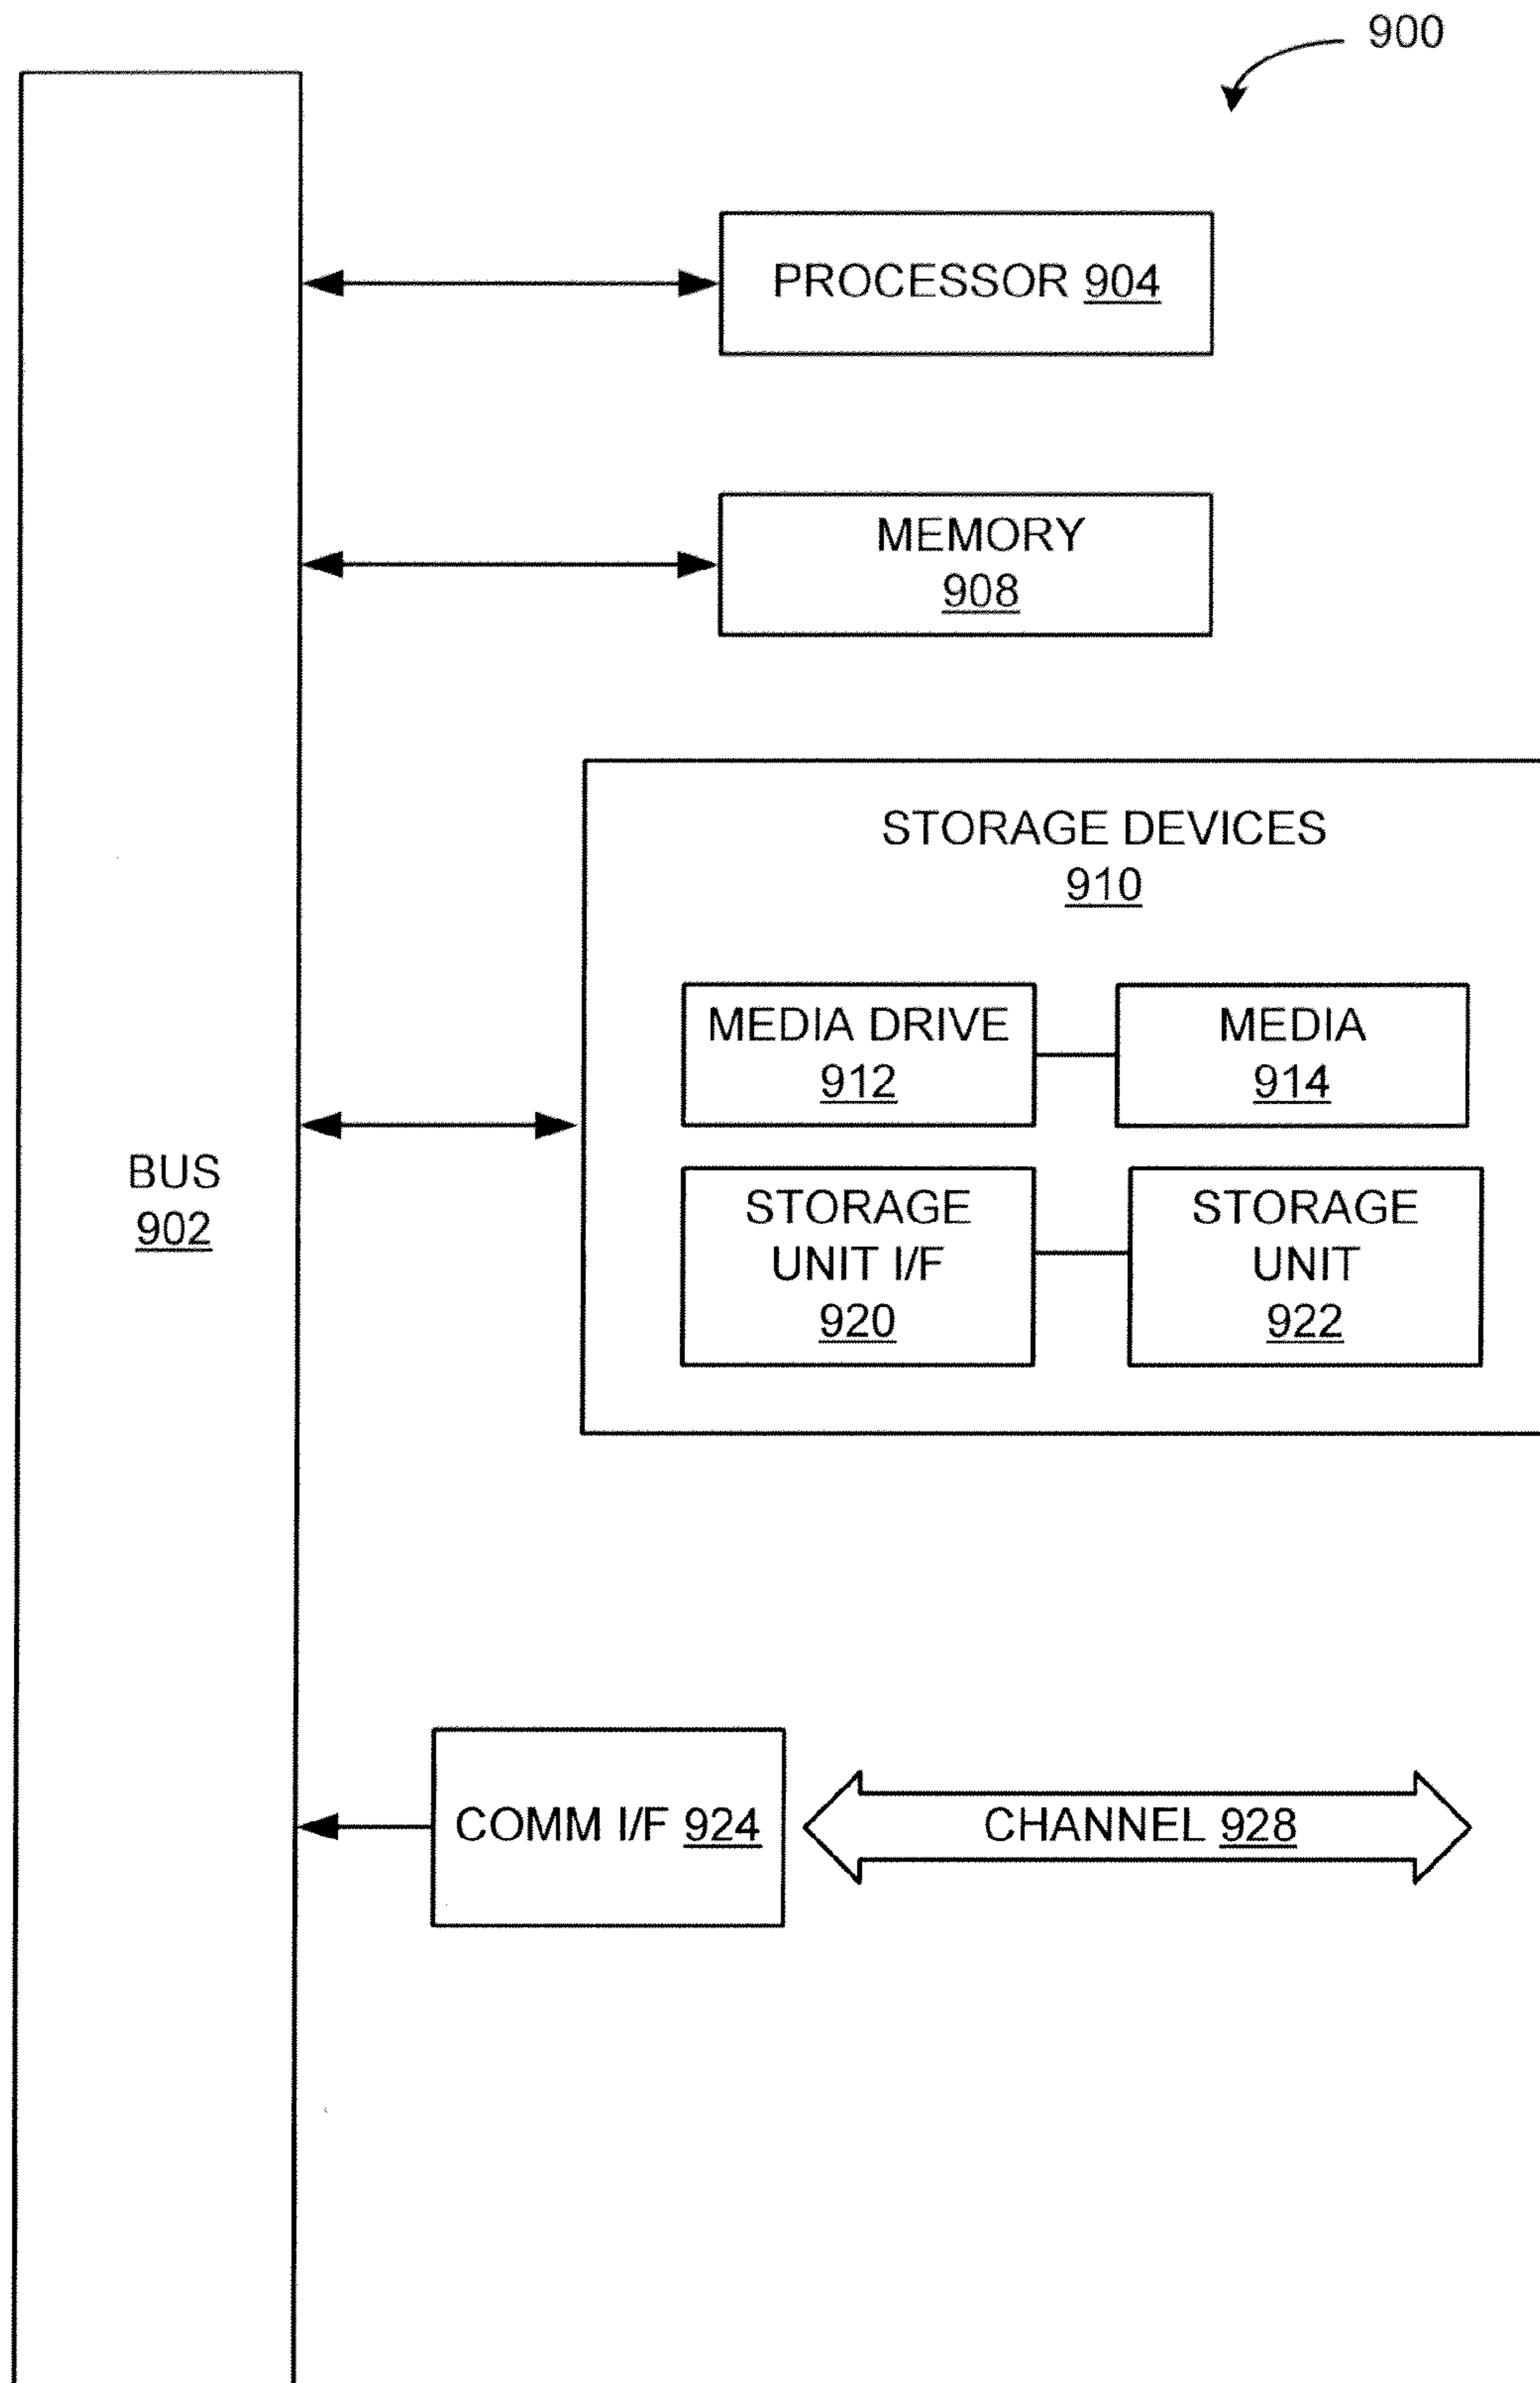 900
PROCESSOR 904
MEMORY
908
STORAGE DEVICES
910
MEDIA DRIVE
912
MEDIA
914
BUS
902
STORAGE
UNIT I/F
920
STORAGE
UNIT
922
COMM I/F 924
CHANNEL 928